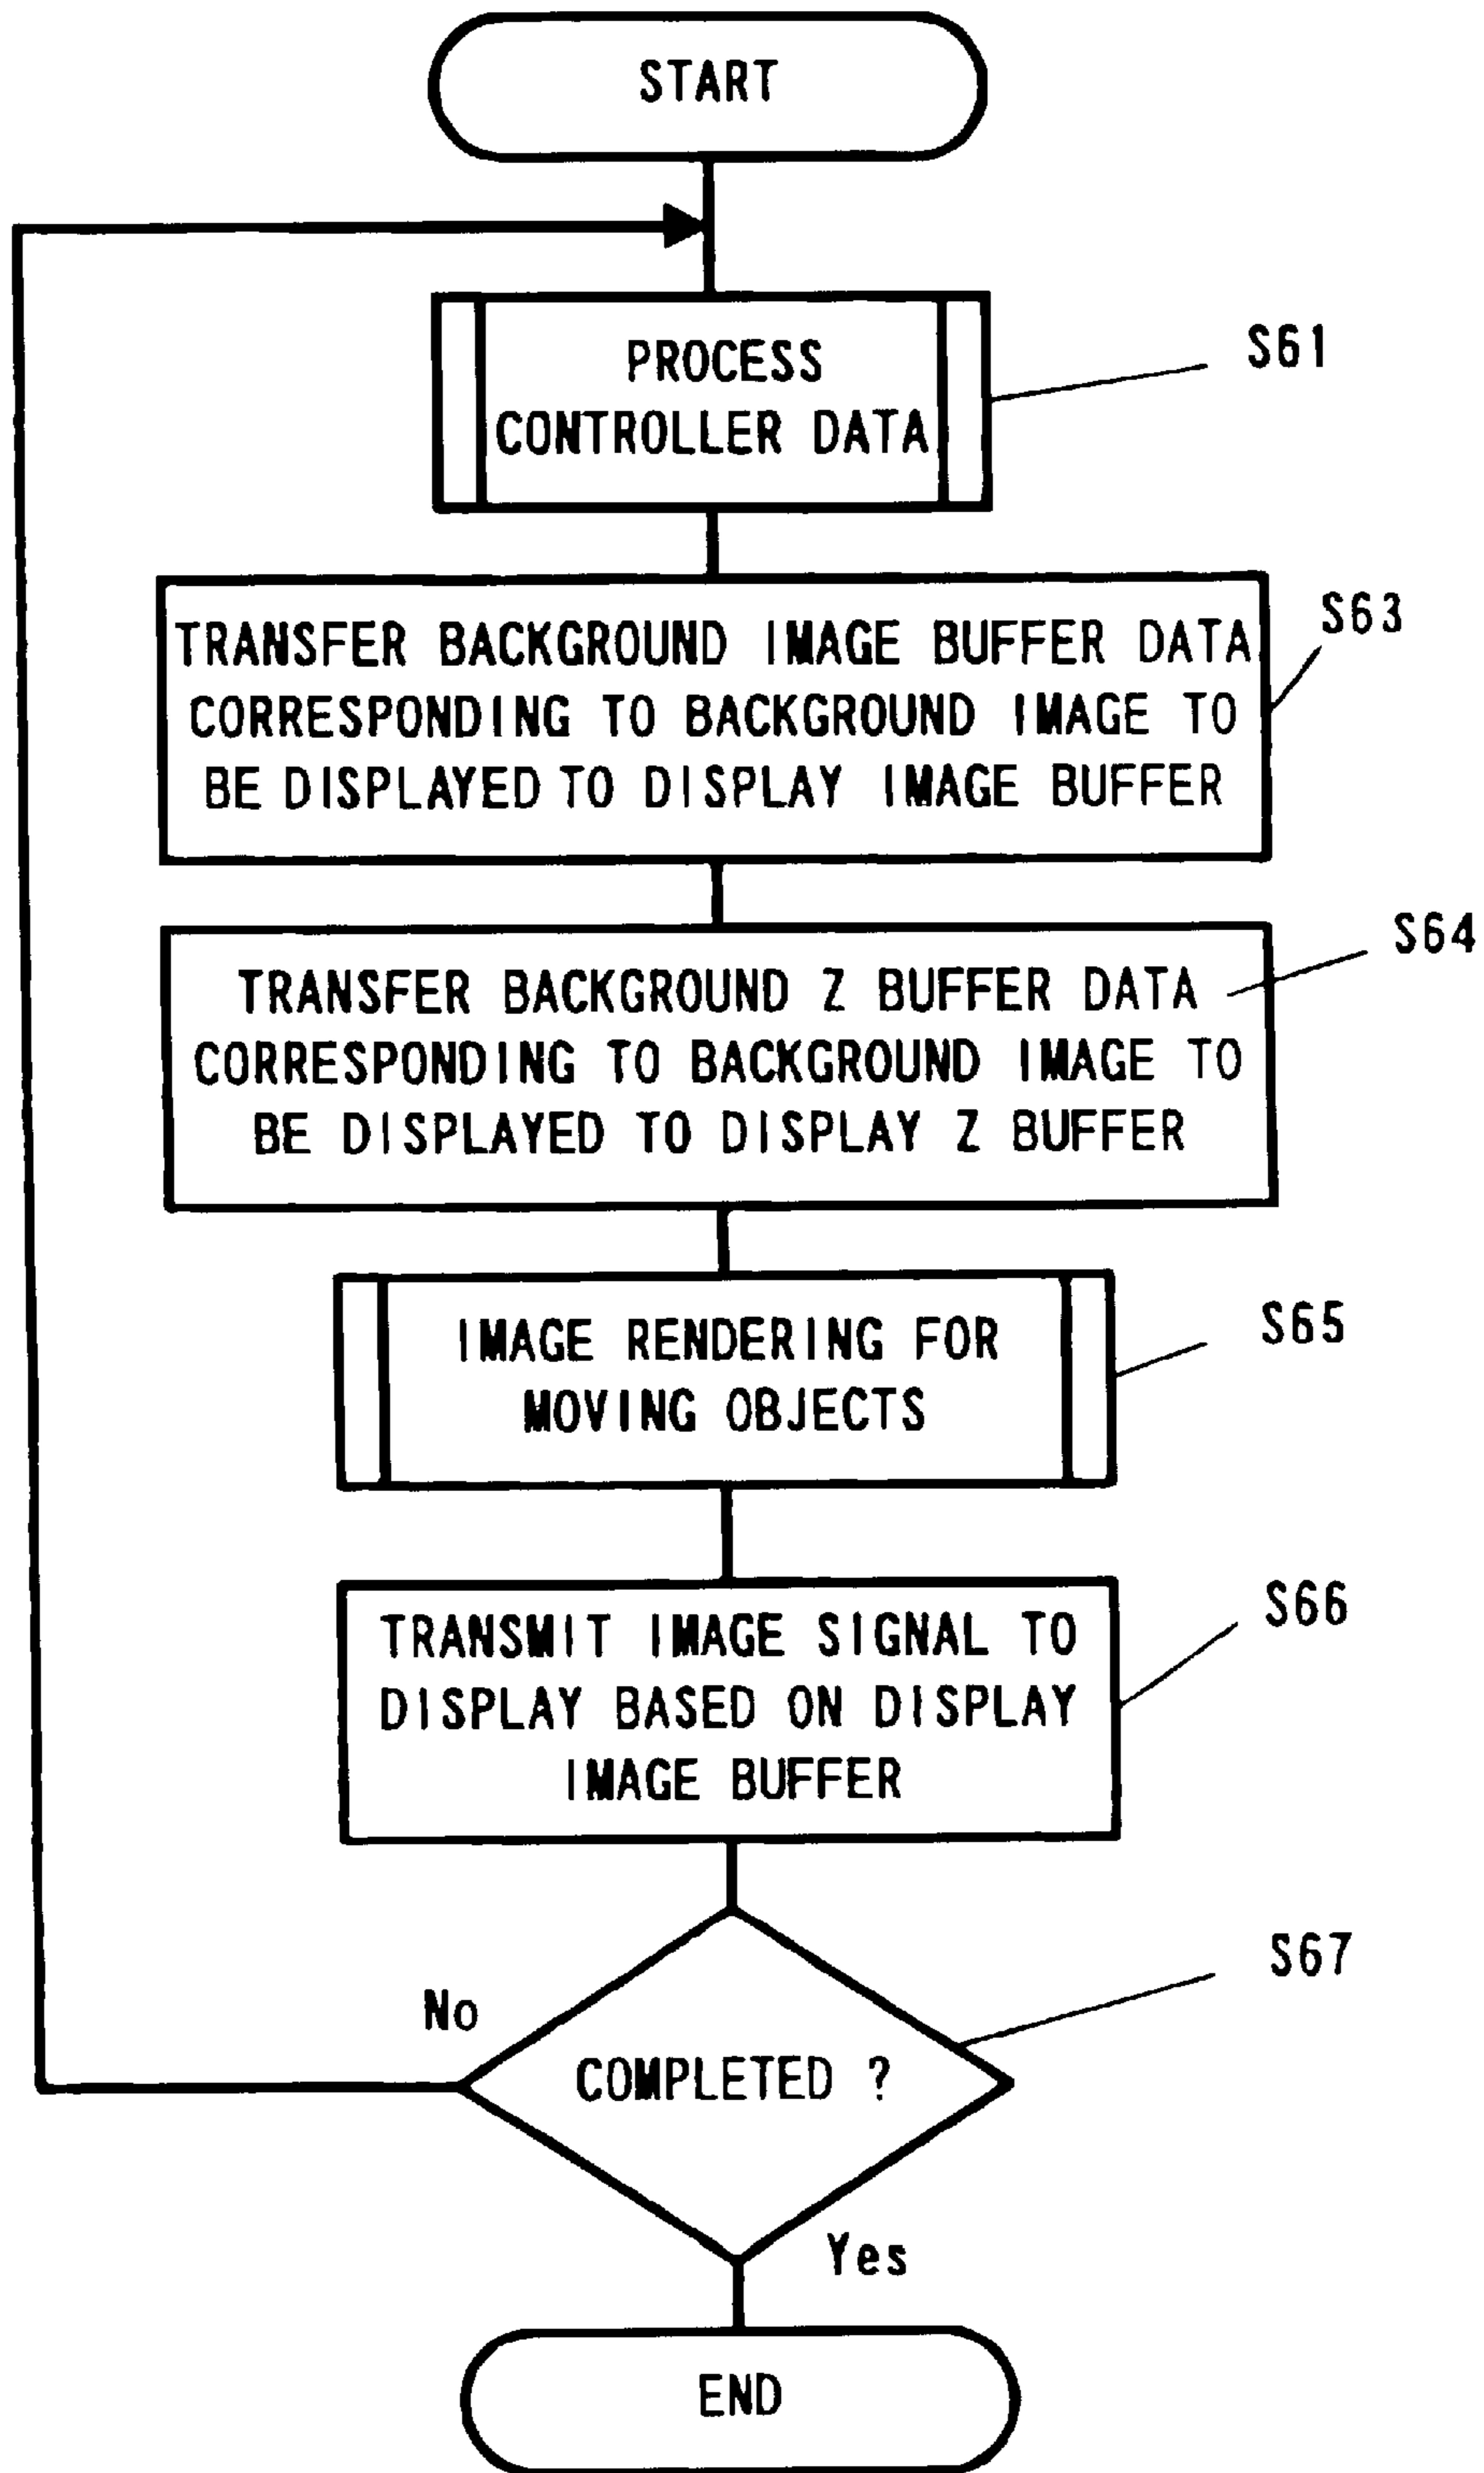 START
PROCESS
CONTROLLER DATA
S61
TRANSFER BACKGROUND IMAGE BUFFER DATA
CORRESPONDING TO BACKGROUND IMAGE TO
BE DISPLAYED TO DISPLAY IMAGE BUFFER
S63
TRANSFER BACKGROUND Z BUFFER DATA
CORRESPONDING TO BACKGROUND IMAGE TO
BE DISPLAYED TO DISPLAY Z BUFFER
S64
IMAGE RENDERING FOR
MOVING OBJECTS
S65
TRANSMIT IMAGE SIGNAL TO
DISPLAY BASED ON DISPLAY
IMAGE BUFFER
S66
COMPLETED ?
S67
No
Yes
END